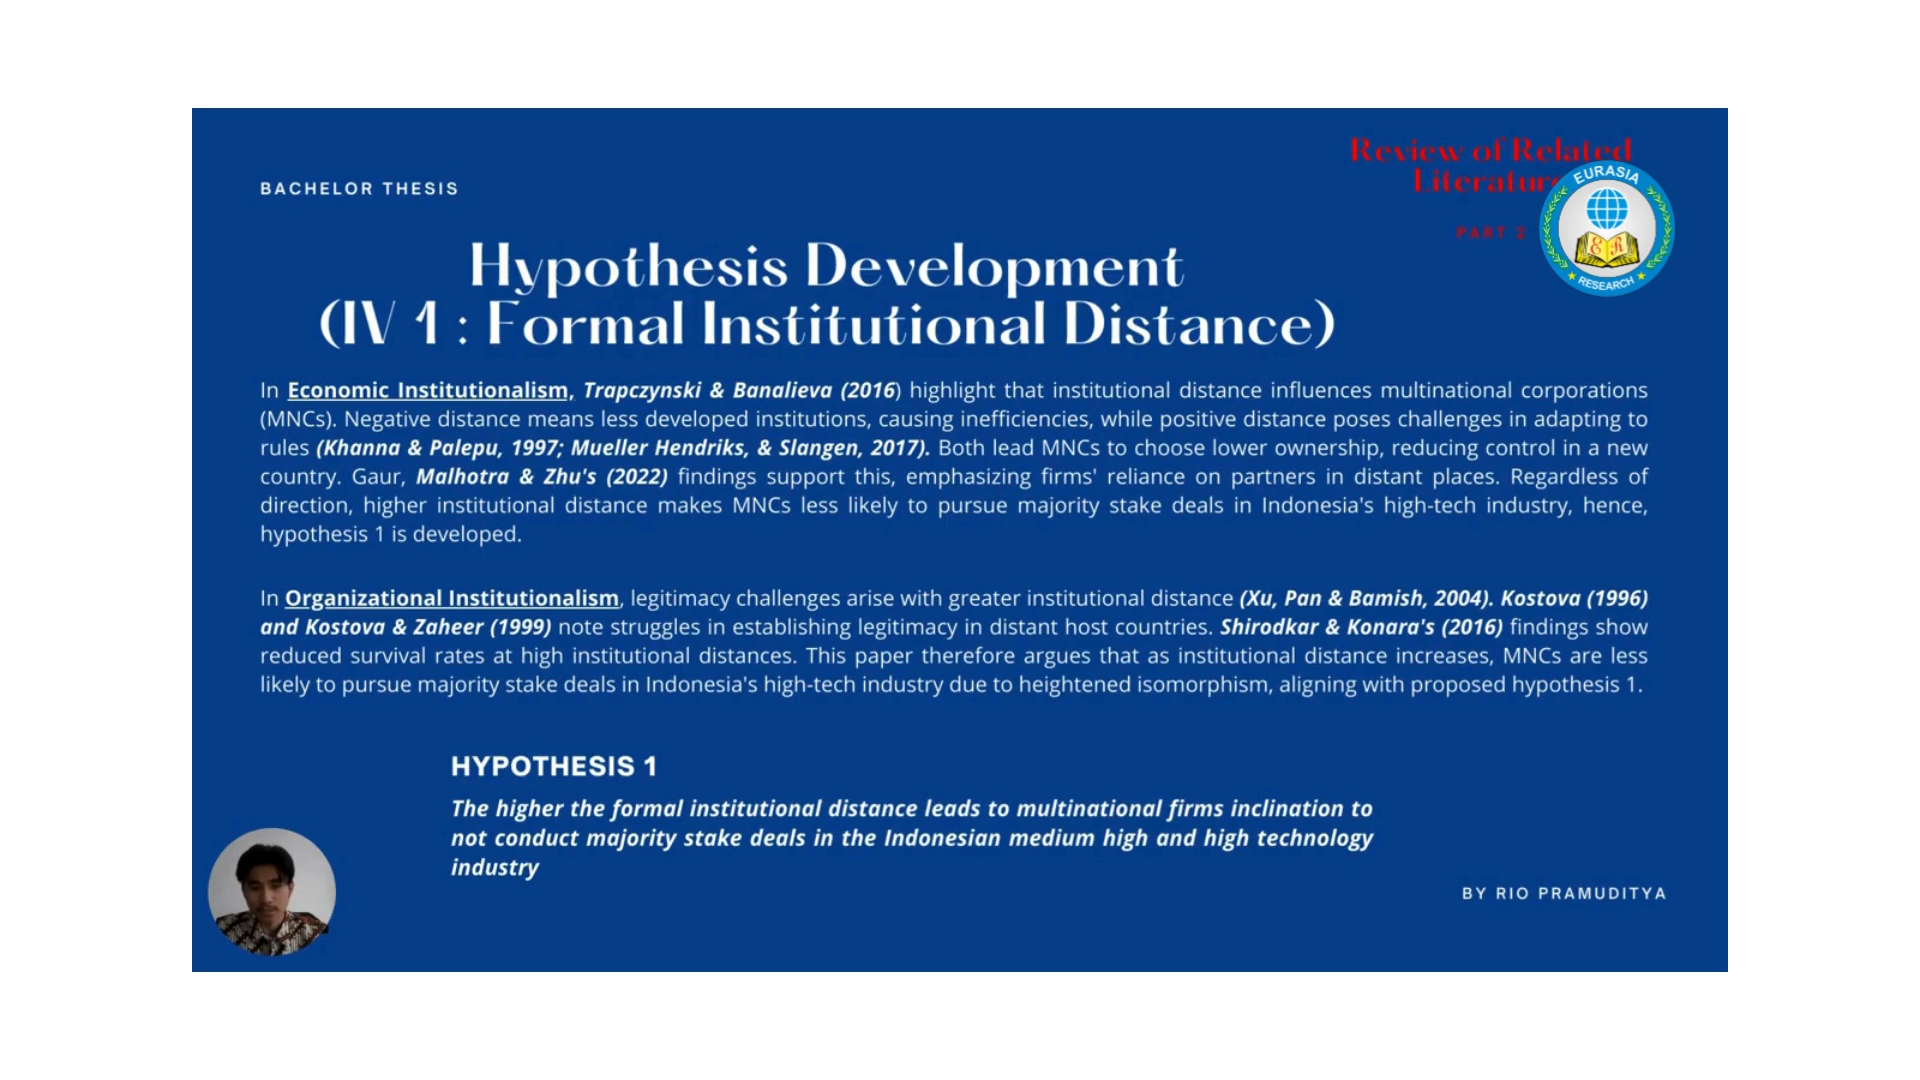 Review of Related
Literature
BACHELOR THESIS
EURASIA
RESEARCH
PART 2
Hypothesis Development
(IV 1 : Formal Institutional Distance)
In Economic Institutionalism, Trapczynski & Banalieva (2016) highlight that institutional distance influences multinational corporations
(MNCs). Negative distance means less developed institutions, causing inefficiencies, while positive distance poses challenges in adapting to
rules (Khanna & Palepu, 1997; Mueller Hendriks, & Slangen, 2017). Both lead MNCs to choose lower ownership, reducing control in a new
country. Gaur, Malhotra & Zhu's (2022) findings support this, emphasizing firms' reliance on partners in distant places. Regardless of
direction, higher institutional distance makes MNCs less likely to pursue majority stake deals in Indonesia's high-tech industry, hence,
hypothesis 1 is developed.
In Organizational Institutionalism, legitimacy challenges arise with greater institutional distance (Xu, Pan & Bamish, 2004). Kostova (1996)
and Kostova & Zaheer (1999) note struggles in establishing legitimacy in distant host countries. Shirodkar & Konara's (2016) findings show
reduced survival rates at high institutional distances. This paper therefore argues that as institutional distance increases, MNCs are less
likely to pursue majority stake deals in Indonesia's high-tech industry due to heightened isomorphism, aligning with proposed hypothesis 1.
HYPOTHESIS 1
The higher the formal institutional distance leads to multinational firms inclination to
not conduct majority stake deals in the Indonesian medium high and high technology
industry
BY RIO PRAMUDITYA